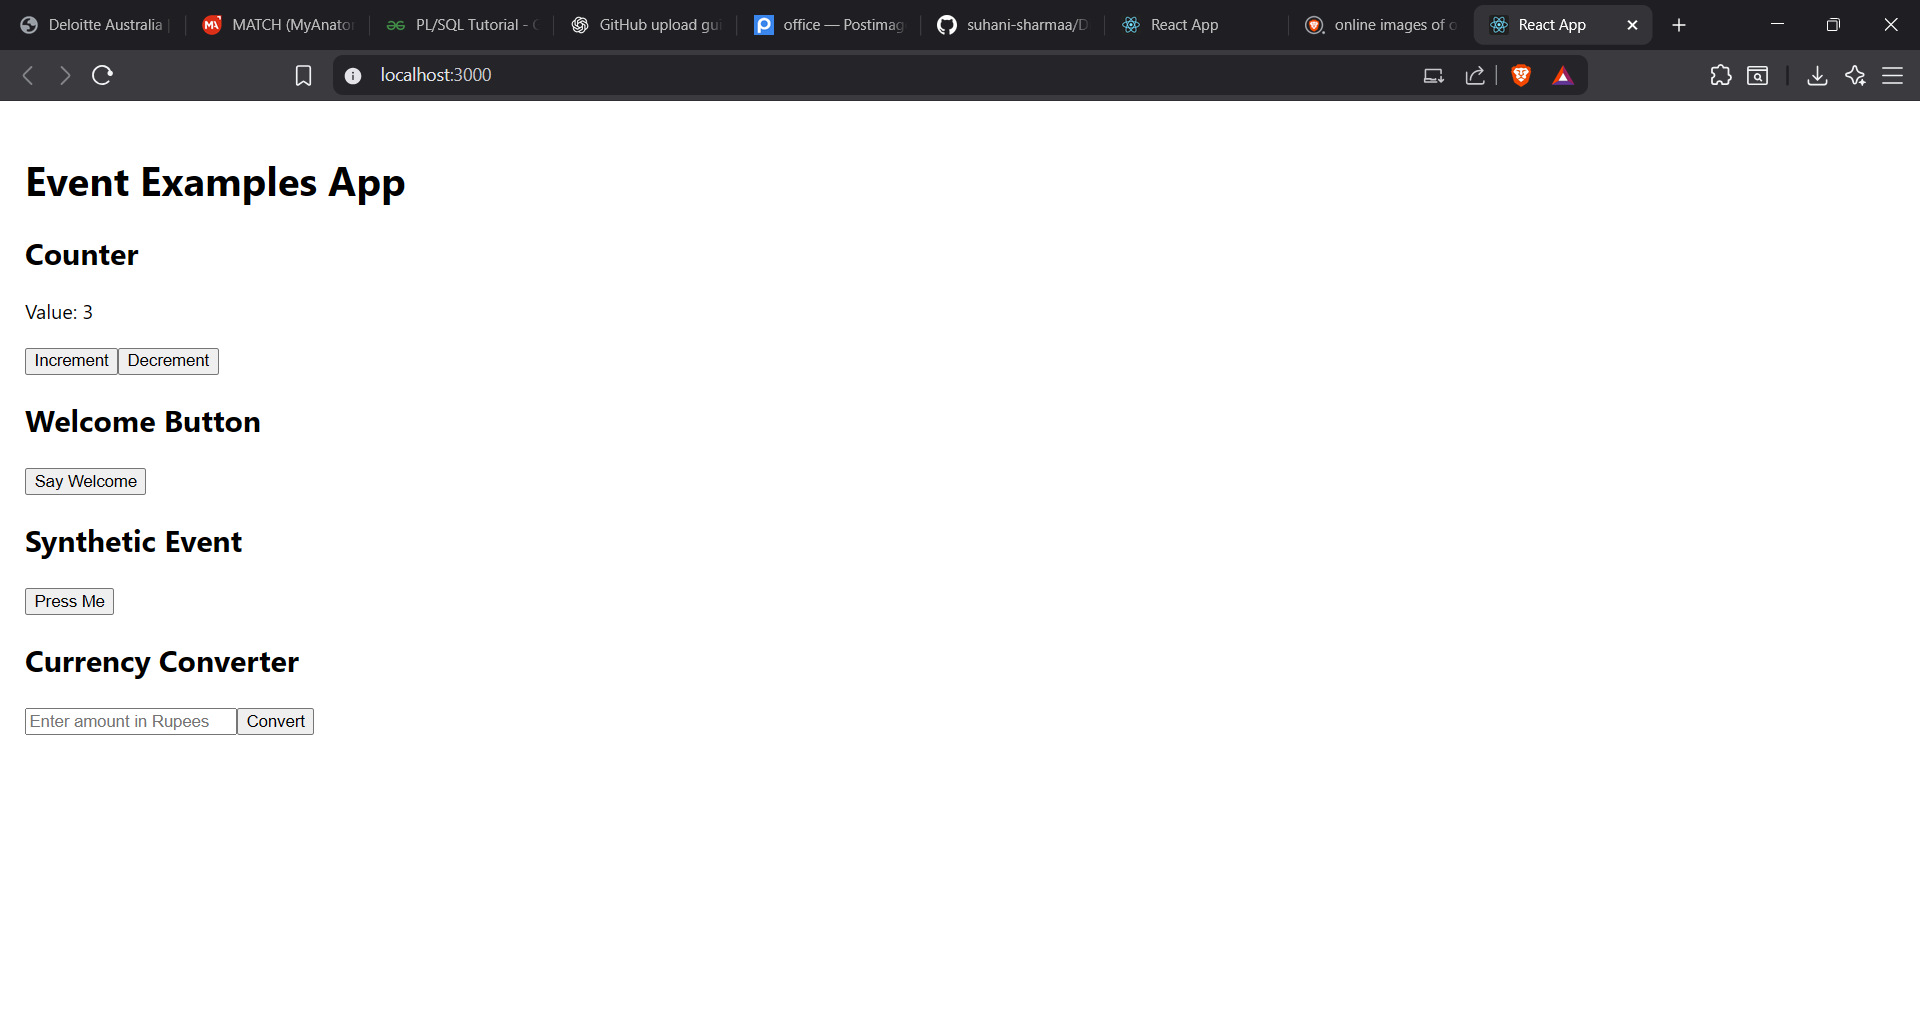 Deloitte Australia
MATCH (MyAnator
PL/SQL Tutorial -
GitHub upload gui
office — Postimag
suhani-sharmaa/D
React App
online images of o
React App
localhost:3000
Event Examples App
Counter
Value: 3
Increment Decrement
Welcome Button
Say Welcome
Synthetic Event
Press Me
Currency Converter
Enter amount in Rupees Convert